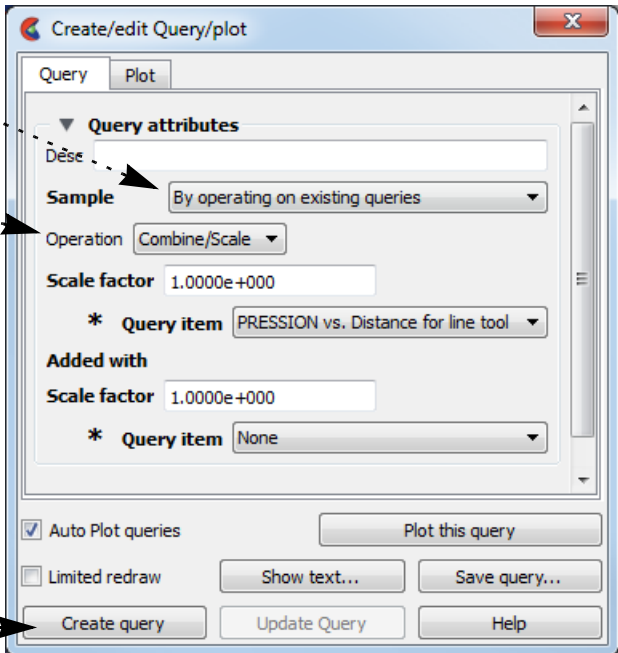 Create/edit Query/plot
Query Plot
Query attributes
Desc
Sample By operating on existing queries
Operation Combine/Scale
Scale factor 1.0000e+000
* Query item PRESSION vs. Distance for line tool
Added with
Scale factor 1.0000e+000
* Query item None
Auto Plot queries Plot this query
Limited redraw Show text... Save query...
Create query Update Query Help